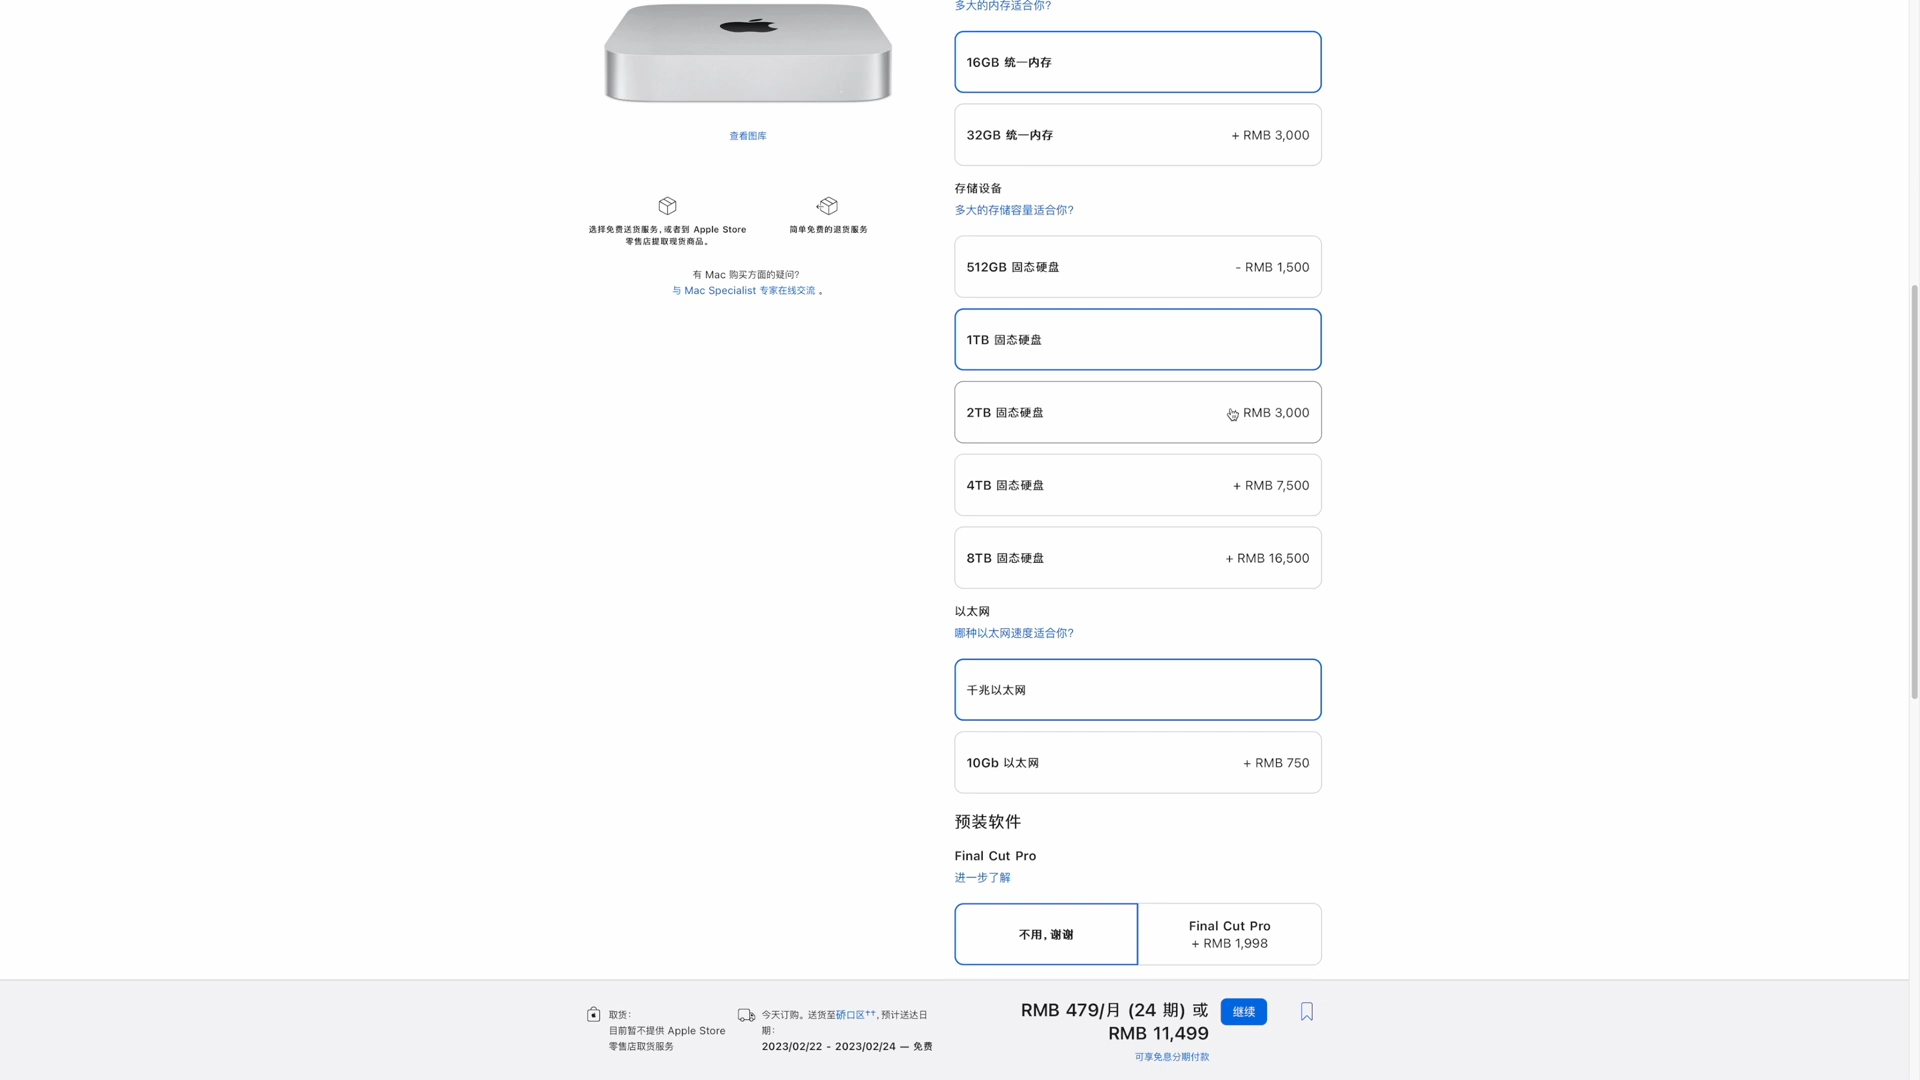 多大的内存适合你?
16GB 统一内存
32GB 统一内存
+ RMB 3,000
查看图库
选择免费送货服务，或者到 Apple Store
零售店提取现货商品。
简单免费的退货服务
有 Mac 购买方面的疑问?
与 Mac Specialist 专家在线交流 。
存储设备
多大的存储容量适合你?
512GB 固态硬盘
- RMB 1,500
1TB 固态硬盘
2TB 固态硬盘
RMB 3,000
4TB 固态硬盘
+ RMB 7,500
8TB 固态硬盘
+ RMB 16,500
以太网
哪种以太网速度适合你?
千兆以太网
10Gb 以太网
+ RMB 750
预装软件
Final Cut Pro
进一步了解
不用，谢谢
Final Cut Pro
+ RMB 1,998
取货：
目前暂不提供 Apple Store
零售店取货服务
今天订购。送货至硚口区††，预计送达日
期：
2023/02/22 - 2023/02/24 — 免费
RMB 479/月 (24 期) 或
RMB 11,499
可享免息分期付款
继续